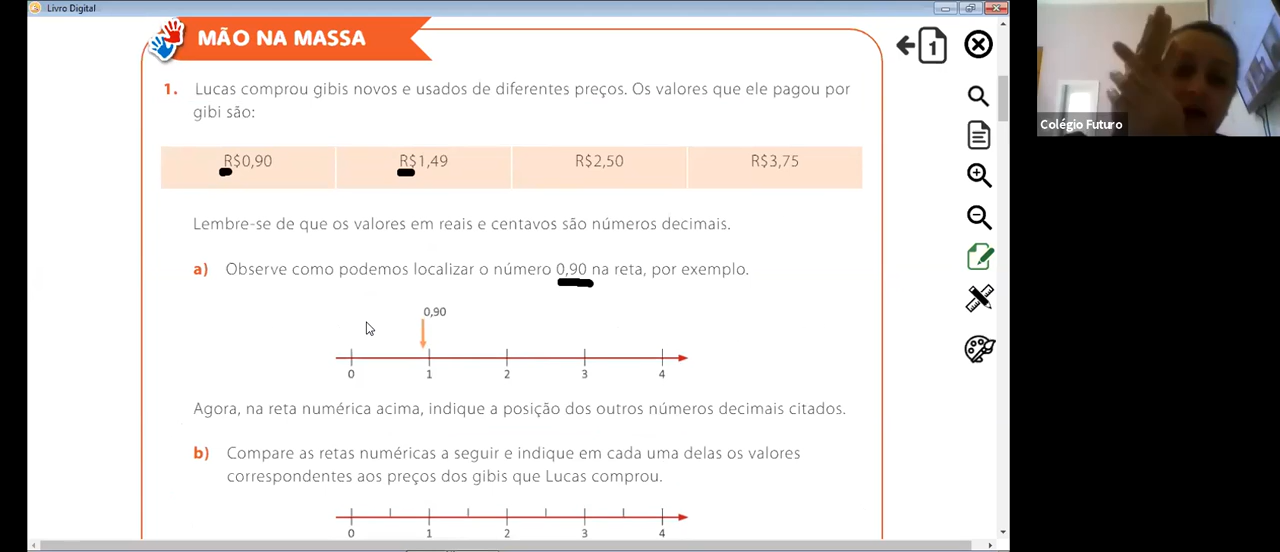 Livro Digital
MÃO NA MASSA
1
1. Lucas comprou gibis novos e usados de diferentes preços. Os valores que ele pagou por
gibi são:
R$0,90 R$1,49 R$2,50 R$3,75
Lembre-se de que os valores em reais e centavos são números decimais.
a) Observe como podemos localizar o número 0,90 na reta, por exemplo.
0,90
0 1 2 3 4
Agora, na reta numérica acima, indique a posição dos outros números decimais citados.
b) Compare as retas numéricas a seguir e indique em cada uma delas os valores
correspondentes aos preços dos gibis que Lucas comprou.
0 1 2 3 4
Colégio Futuro